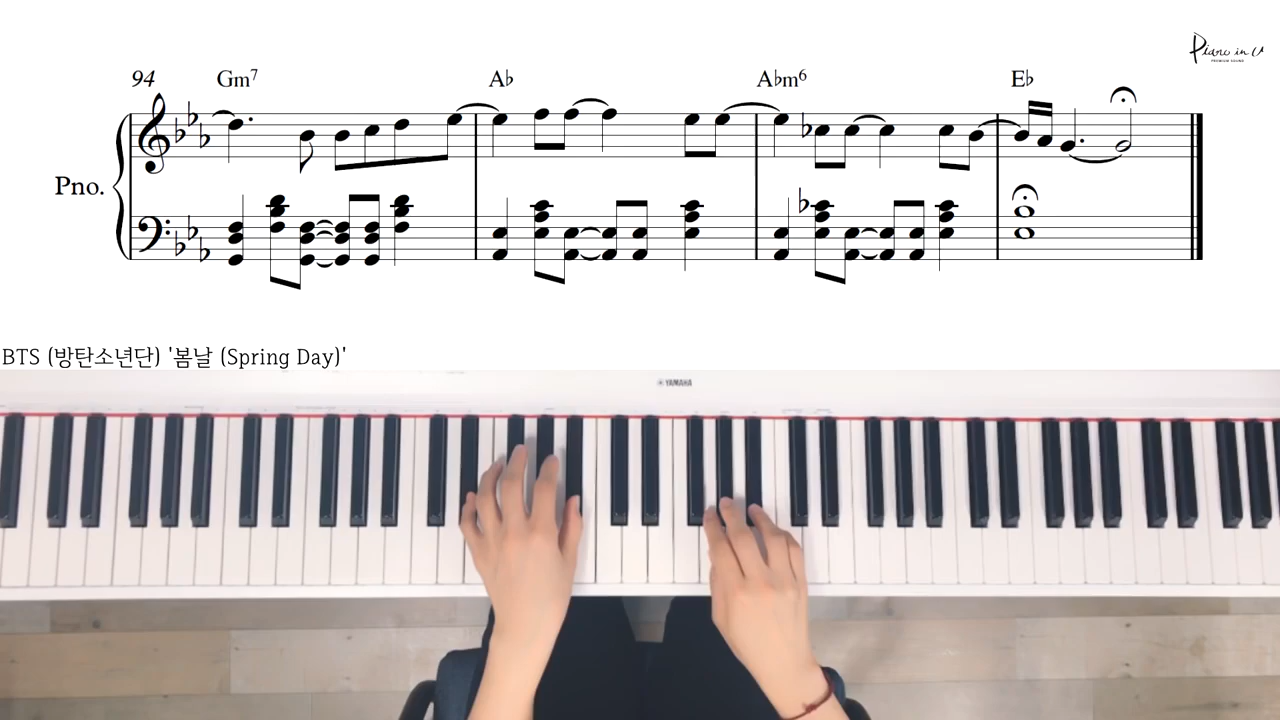 Piano in U
PREMIUM SOUND
94 Gm7 A♭ A♭m6 E♭
Pno.
BTS (방탄소년단) '봄날 (Spring Day)'
YAMAHA